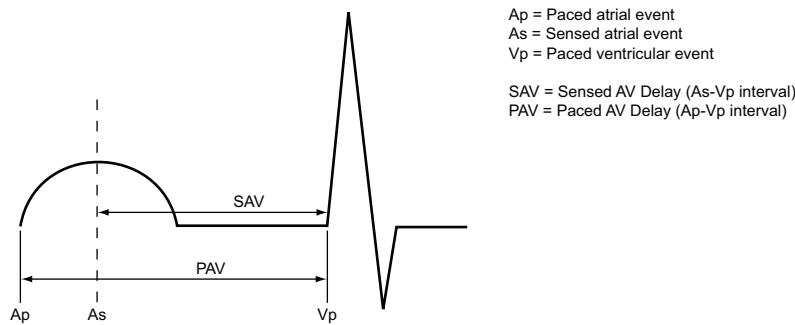 Ap = Paced atrial event
As = Sensed atrial event
Vp = Paced ventricular event
SAV = Sensed AV Delay (As-Vp interval)
PAV = Paced AV Delay (Ap-Vp interval)
SAV
PAV
Ap As Vp